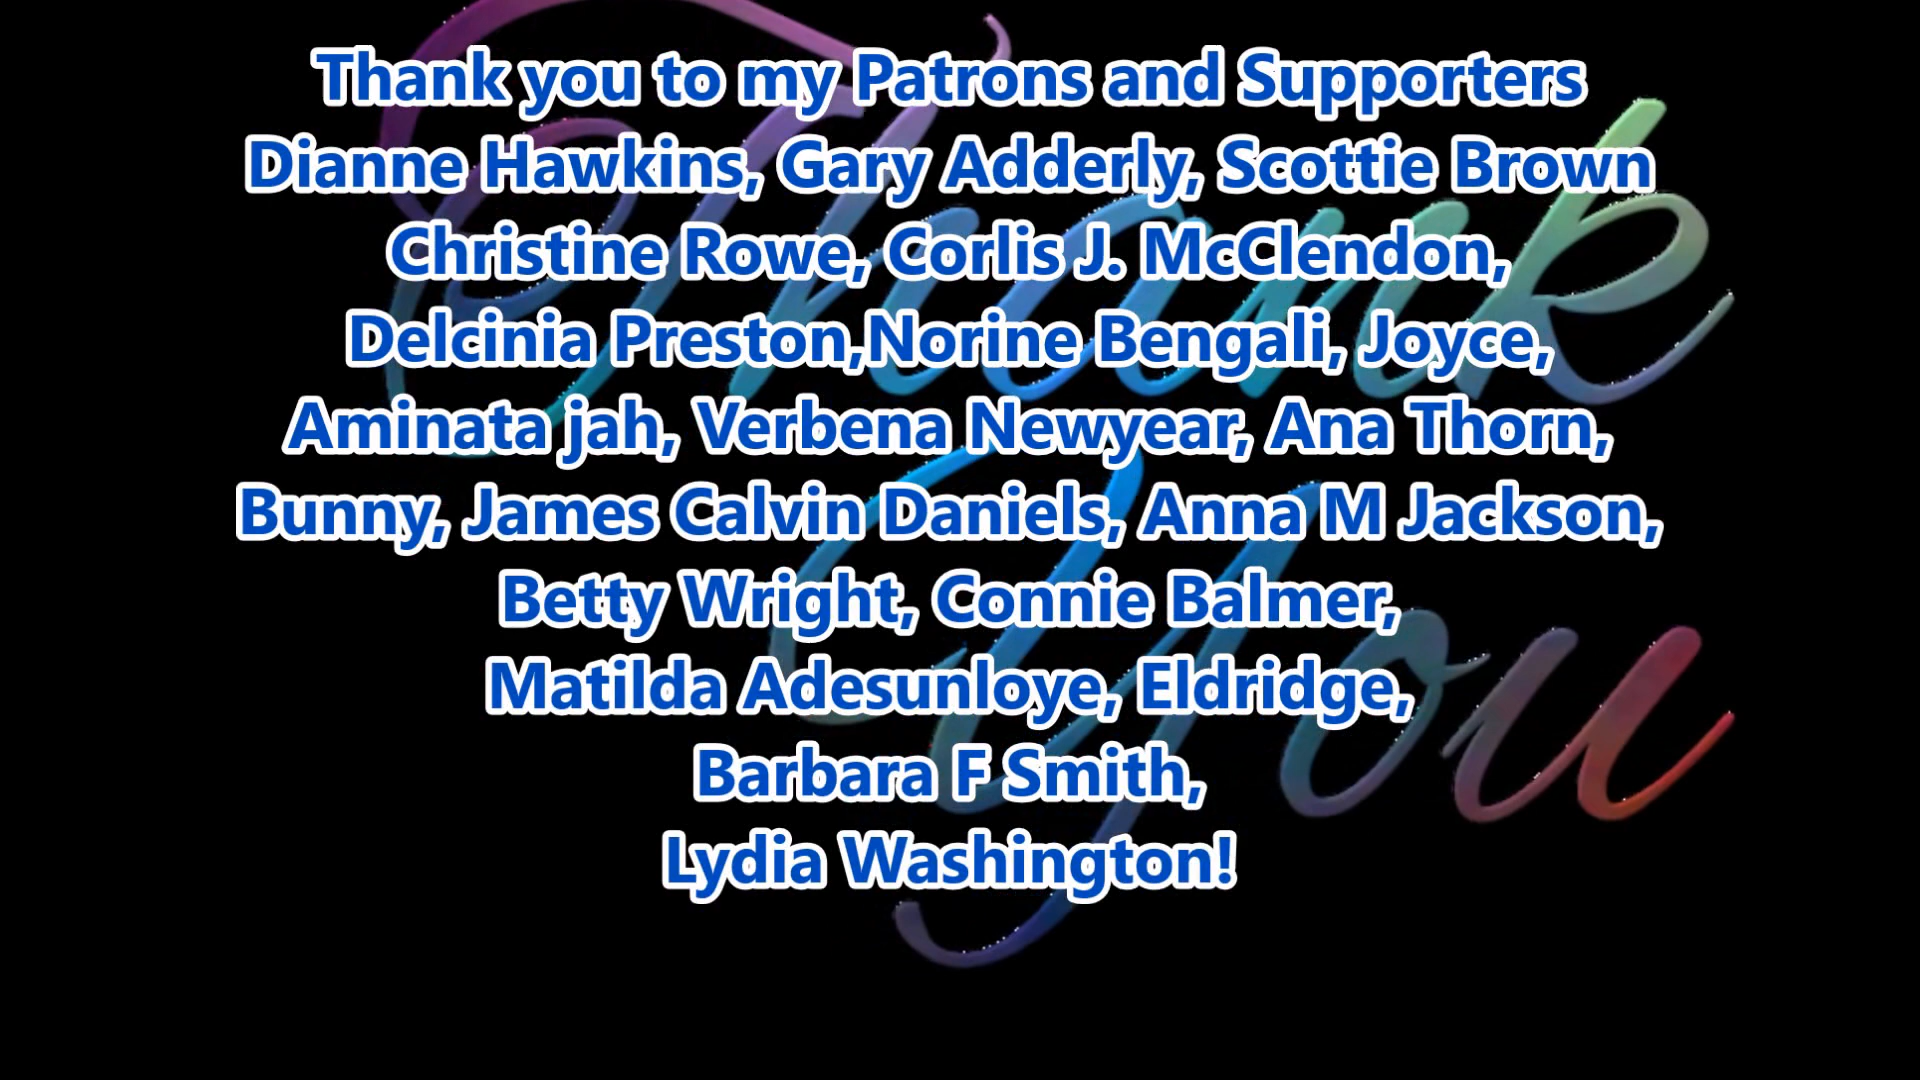 Thank you to my Patrons and Supporters
Dianne Hawkins, Gary Adderly, Scottie Brown
Christine Rowe, Corlis J. McClendon,
Delcinia Preston,Norine Bengali, Joyce,
Aminata jah, Verbena Newyear, Ana Thorn,
Bunny, James Calvin Daniels, Anna M Jackson,
Betty Wright, Connie Balmer,
Matilda Adesunloye, Eldridge,
Barbara F Smith,
Lydia Washington!
Thank
You